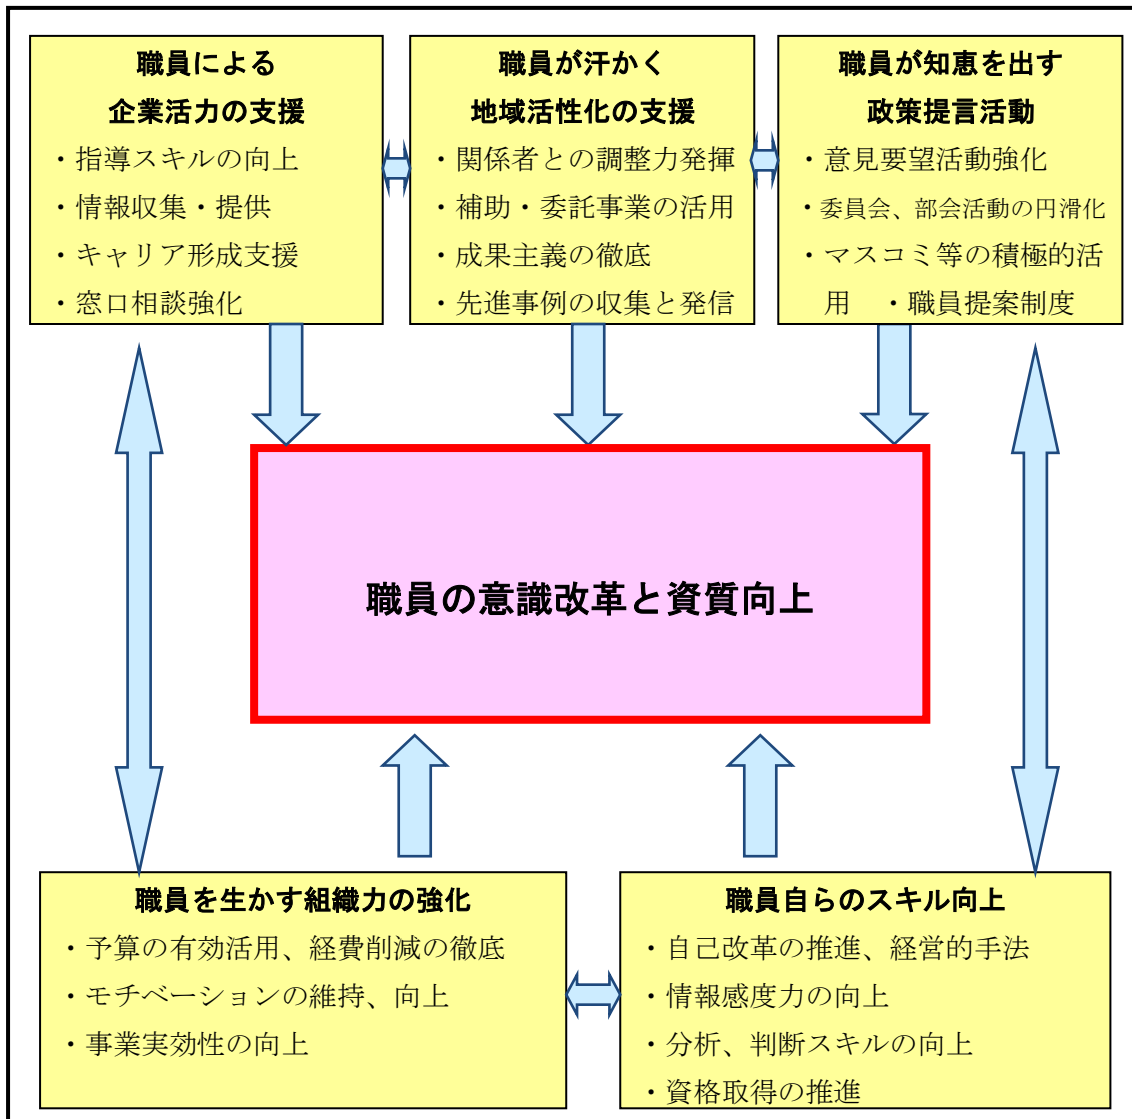 職員による
企業活力の支援
・指導スキルの向上
・情報収集・提供
・キャリア形成支援
・窓口相談強化
職員が汗かく
地域活性化の支援
・関係者との調整力発揮
・補助・委託事業の活用
・成果主義の徹底
・先進事例の収集と発信
職員が知恵を出す
政策提言活動
・意見要望活動強化
・委員会、部会活動の円滑化
・マスコミ等の積極的活
用　・職員提案制度
職員の意識改革と資質向上
職員を生かす組織力の強化
・予算の有効活用、経費削減の徹底
・モチベーションの維持、向上
・事業実効性の向上
職員自らのスキル向上
・自己改革の推進、経営的手法
・情報感度力の向上
・分析、判断スキルの向上
・資格取得の推進